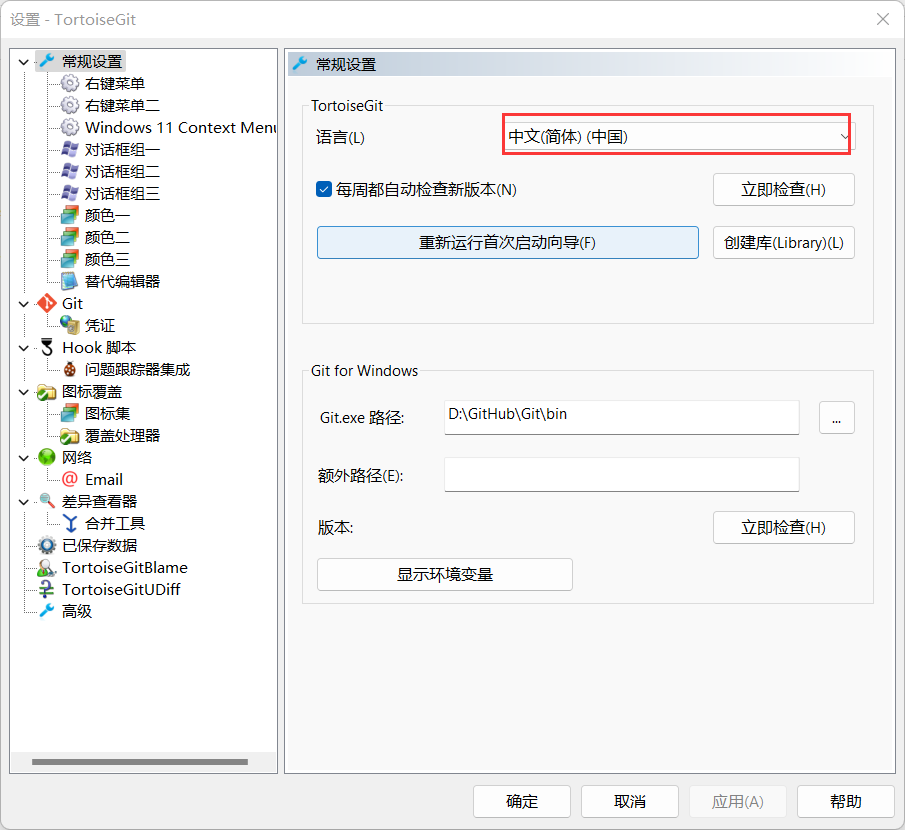 设置 - TortoiseGit
常规设置
右键菜单
右键菜单二
Windows 11 Context Menu
对话框组一
对话框组二
对话框组三
颜色一
颜色二
颜色三
替代编辑器
Git
凭证
Hook 脚本
问题跟踪器集成
图标覆盖
图标集
覆盖处理器
网络
Email
差异查看器
合并工具
已保存数据
TortoiseGitBlame
TortoiseGitUDiff
高级
常规设置
TortoiseGit
语言(L)
中文(简体) (中国)
每周都自动检查新版本(N)
立即检查(H)
重新运行首次启动向导(F)
创建库(Library)(L)
Git for Windows
Git.exe 路径:
D:\GitHub\Git\bin
...
额外路径(E):
版本:
立即检查(H)
显示环境变量
确定
取消
应用(A)
帮助